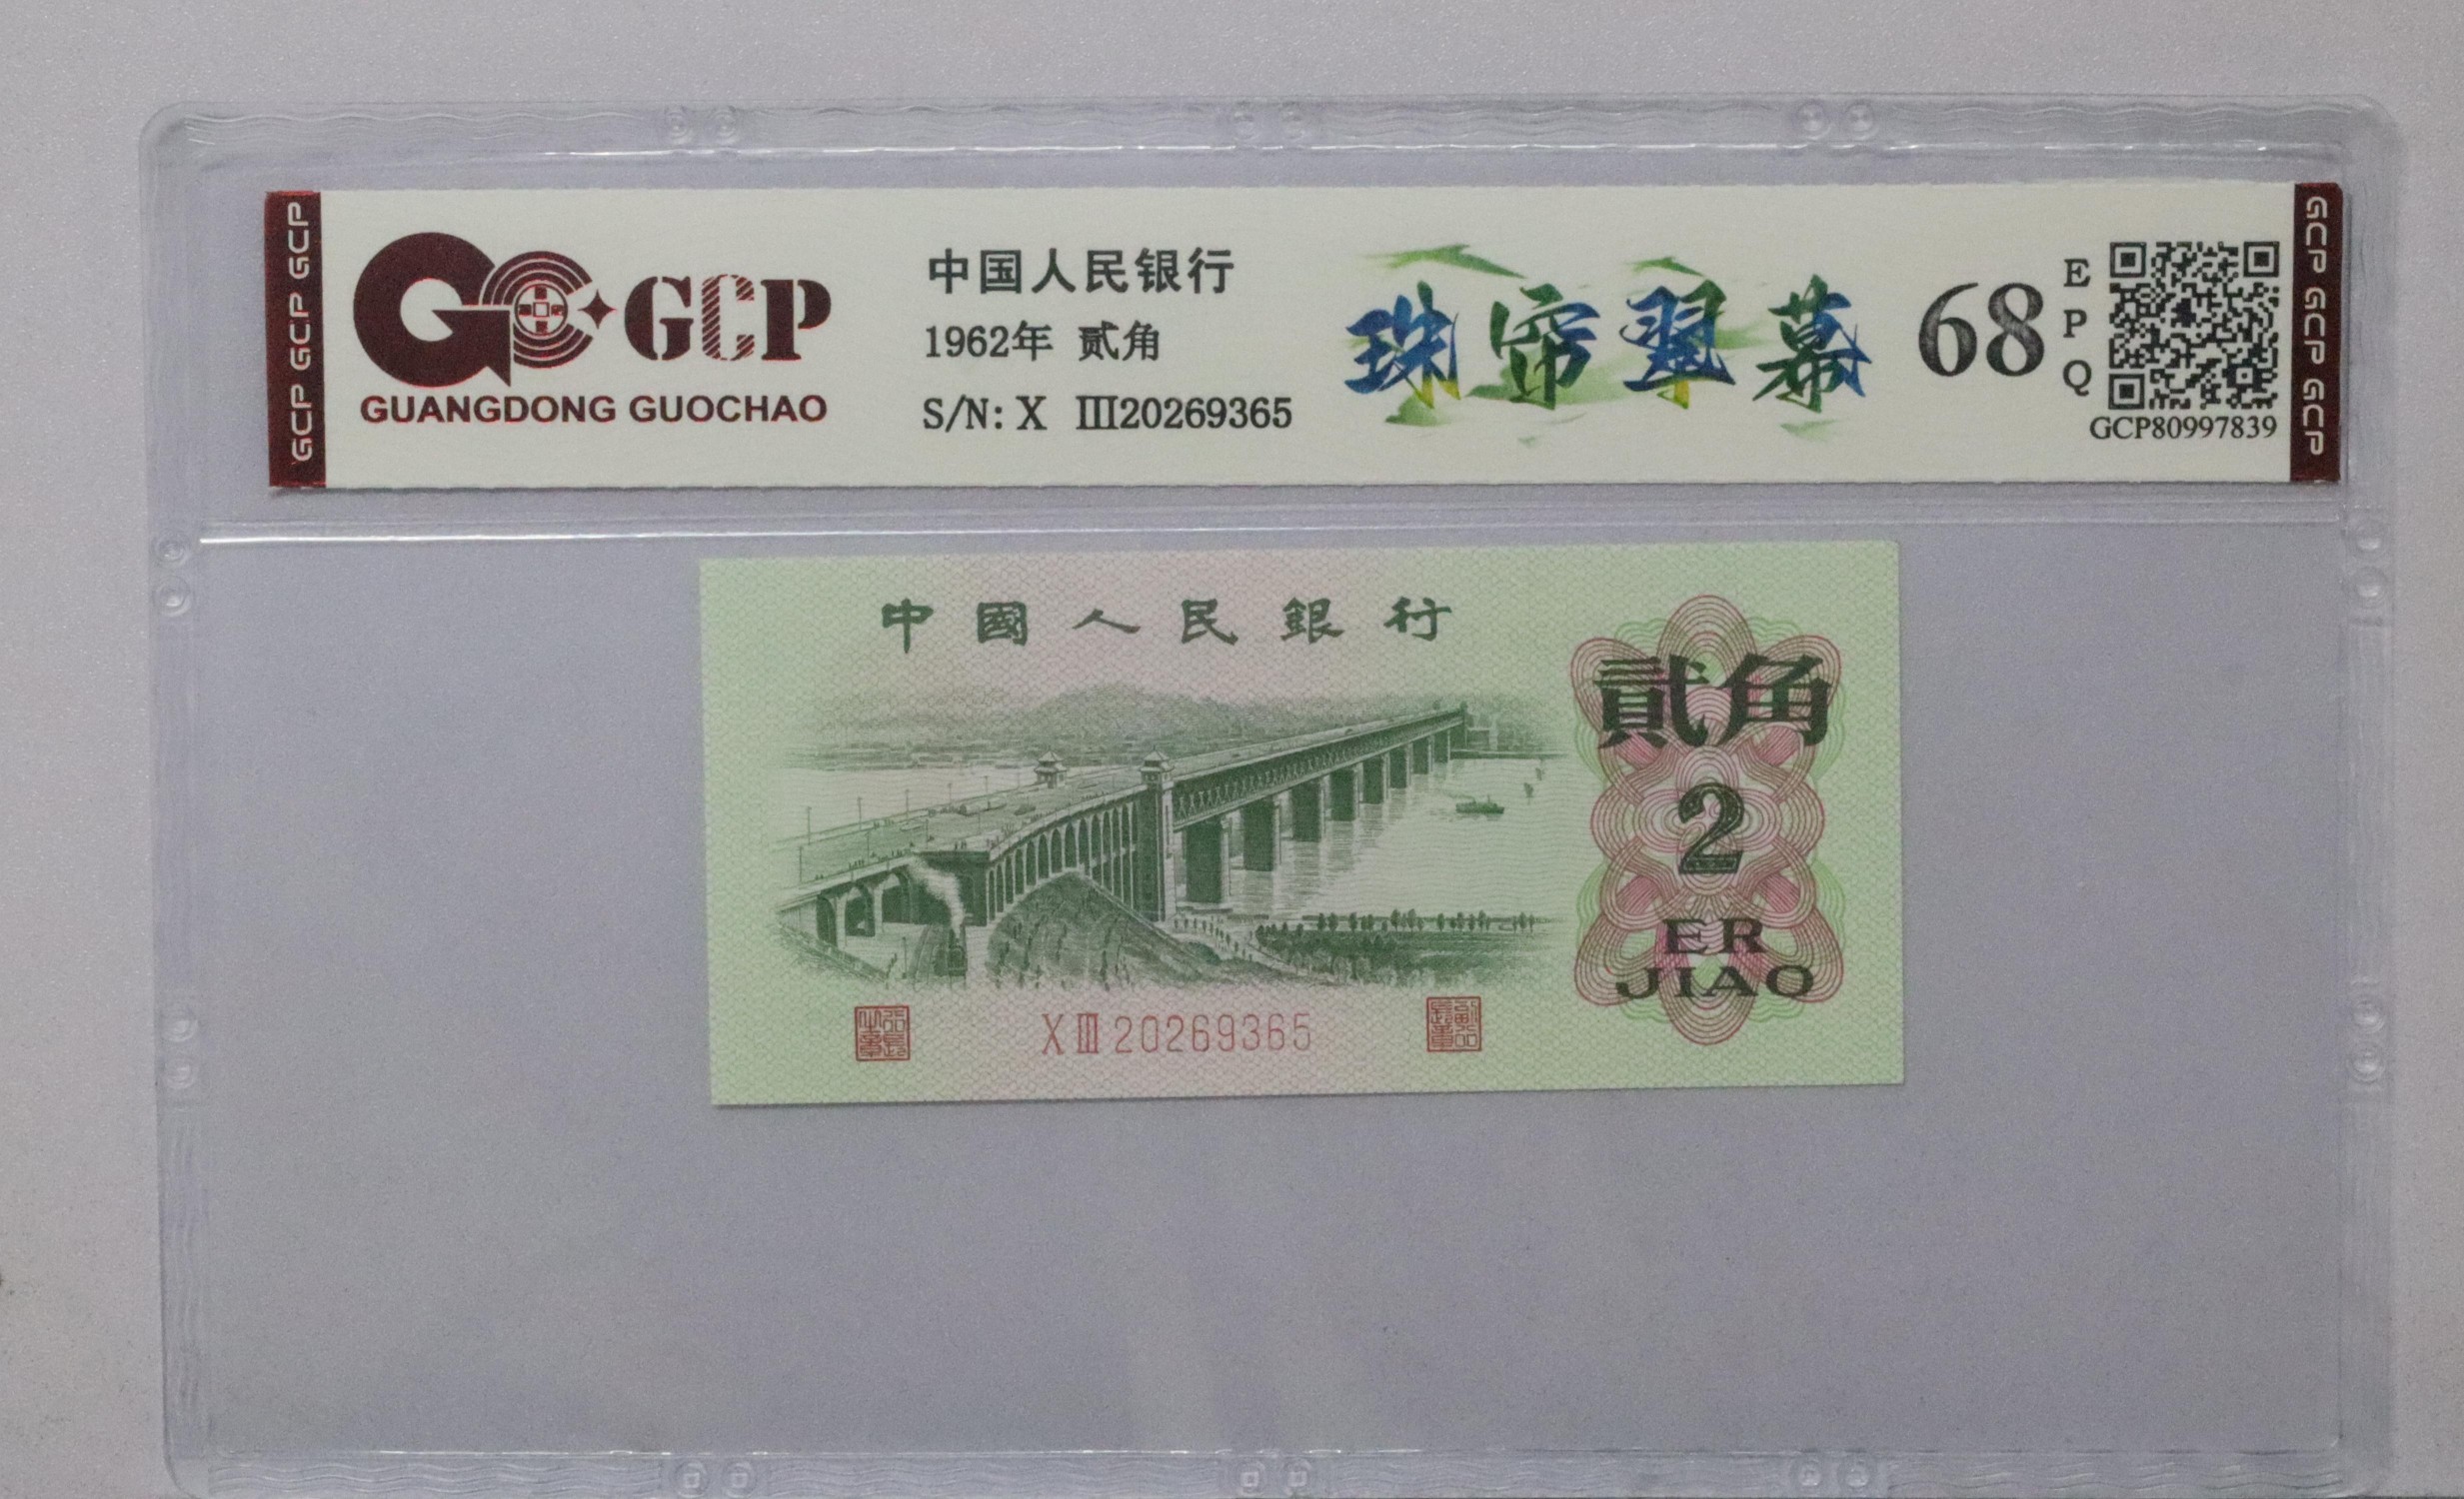 GCP GCP GCP
GCP
GUANGDONG GUOCHAO
中国人民银行
1962年 贰角
S/N: X III20269365
珠帘翠幕
68
EPQ
GCP80997839
GCP GCP GCP
中國人民銀行
貳角
2
ER
JIAO
XIII20269365